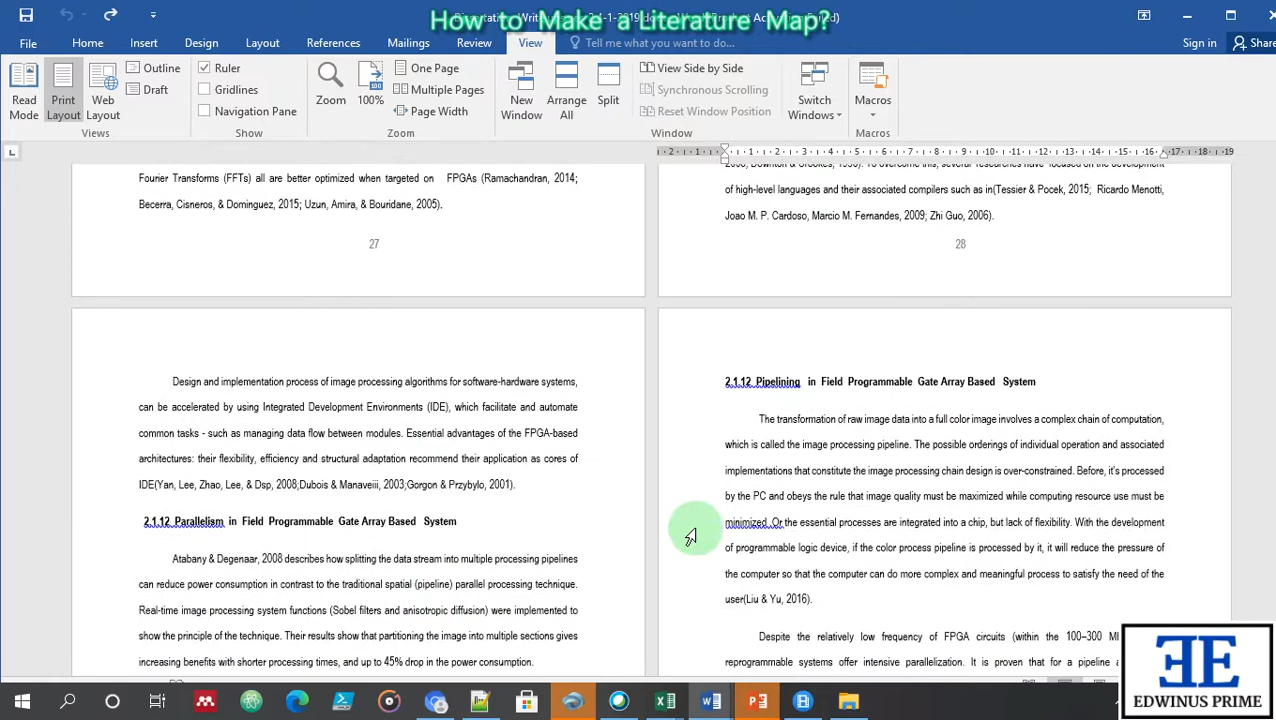 How to Make a Literature Map?
File Home Insert Design Layout References Mailings Review View Tell me what you want to do... Sign in Share
Read Mode
Print Layout
Web Layout
Outline
Draft
Views
Ruler
Gridlines
Navigation Pane
Show
Zoom
100%
One Page
Multiple Pages
Page Width
Zoom
New Window
Arrange All
Split
View Side by Side
Synchronous Scrolling
Reset Window Position
Window
Switch Windows
Macros
Macros
Fourier Transforms (FFTs) all are better optimized when targeted on FPGAs (Ramachandran, 2014;
Becerra, Cisneros, & Dominguez, 2015; Uzun, Amira, & Bouridane, 2005).
27
Design and implementation process of image processing algorithms for software-hardware systems,
can be accelerated by using Integrated Development Environments (IDE), which facilitate and automate
common tasks - such as managing data flow between modules. Essential advantages of the FPGA-based
architectures: their flexibility, efficiency and structural adaptation recommend their application as cores of
IDE(Yan, Lee, Zhao, Lee, & Dsp, 2008;Dubois & Manaveiii, 2003;Gorgon & Przybylo, 2001).
2.1.12 Parallelism in Field Programmable Gate Array Based System
Atabany & Degenaar, 2008 describes how splitting the data stream into multiple processing pipelines
can reduce power consumption in contrast to the traditional spatial (pipeline) parallel processing technique.
Real-time image processing system functions (Sobel filters and anisotropic diffusion) were implemented to
show the principle of the technique. Their results show that partitioning the image into multiple sections gives
increasing benefits with shorter processing times, and up to 45% drop in the power consumption.
of high-level languages and their associated compilers such as in(Tessier & Pocek, 2015; Ricardo Menotti,
Joao M. P. Cardoso, Marcio M. Fernandes, 2009; Zhi Guo, 2006).
28
2.1.12 Pipelining in Field Programmable Gate Array Based System
The transformation of raw image data into a full color image involves a complex chain of computation,
which is called the image processing pipeline. The possible orderings of individual operation and associated
implementations that constitute the image processing chain design is over-constrained. Before, it's processed
by the PC and obeys the rule that image quality must be maximized while computing resource use must be
minimized. Or the essential processes are integrated into a chip, but lack of flexibility. With the development
of programmable logic device, if the color process pipeline is processed by it, it will reduce the pressure of
the computer so that the computer can do more complex and meaningful process to satisfy the need of the
user(Liu & Yu, 2016).
Despite the relatively low frequency of FPGA circuits (within the 100–300
reprogrammable systems offer intensive parallelization. It is proven that for a pipeline
EDWINUS PRIME